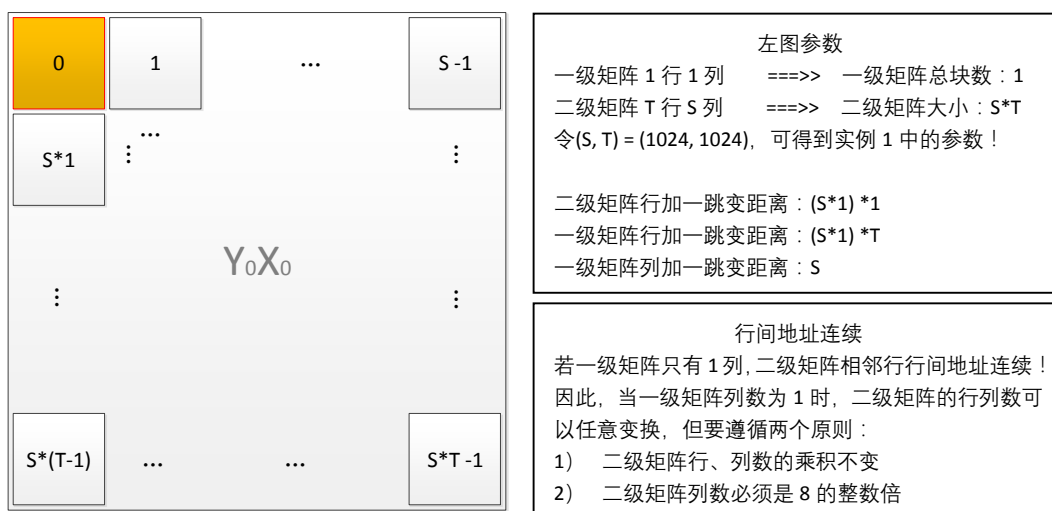 0 1 ... S -1
S*1 ...
Y0X0
S*(T-1) ... ... S*T -1
左图参数
一级矩阵 1 行 1 列 ===>> 一级矩阵总块数：1
二级矩阵 T 行 S 列 ===>> 二级矩阵大小：S*T
令(S, T) = (1024, 1024)，可得到实例 1 中的参数！
二级矩阵行加一跳变距离：(S*1) *1
一级矩阵行加一跳变距离：(S*1) *T
一级矩阵列加一跳变距离：S
行间地址连续
若一级矩阵只有 1 列，二级矩阵相邻行行间地址连续！
因此，当一级矩阵列数为 1 时，二级矩阵的行列数可
以任意变换，但要遵循两个原则：
1） 二级矩阵行、列数的乘积不变
2） 二级矩阵列数必须是 8 的整数倍